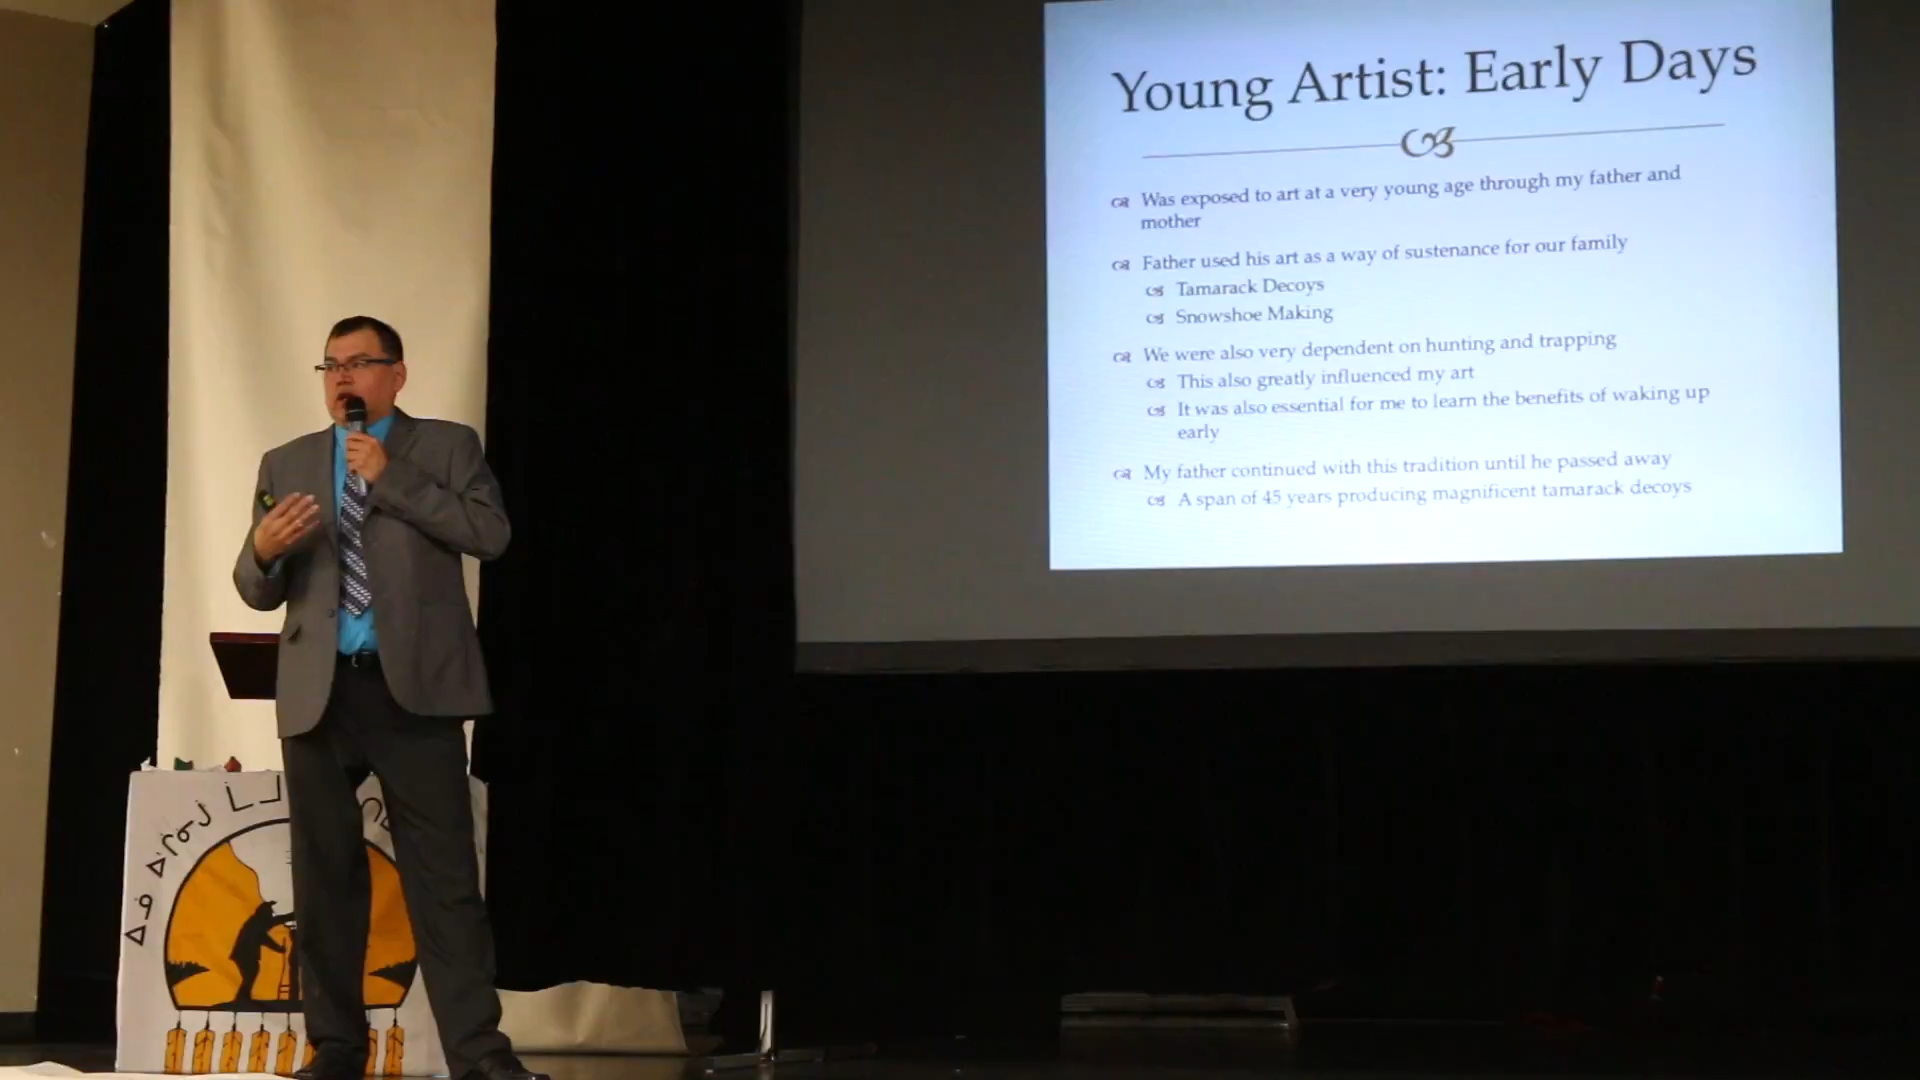 Young Artist: Early Days
Was exposed to art at a very young age through my father and
mother
Father used his art as a way of sustenance for our family
Tamarack Decoys
Snowshoe Making
We were also very dependent on hunting and trapping
This also greatly influenced my art
It was also essential for me to learn the benefits of waking up
early
My father continued with this tradition until he passed away
A span of 45 years producing magnificent tamarack decoys